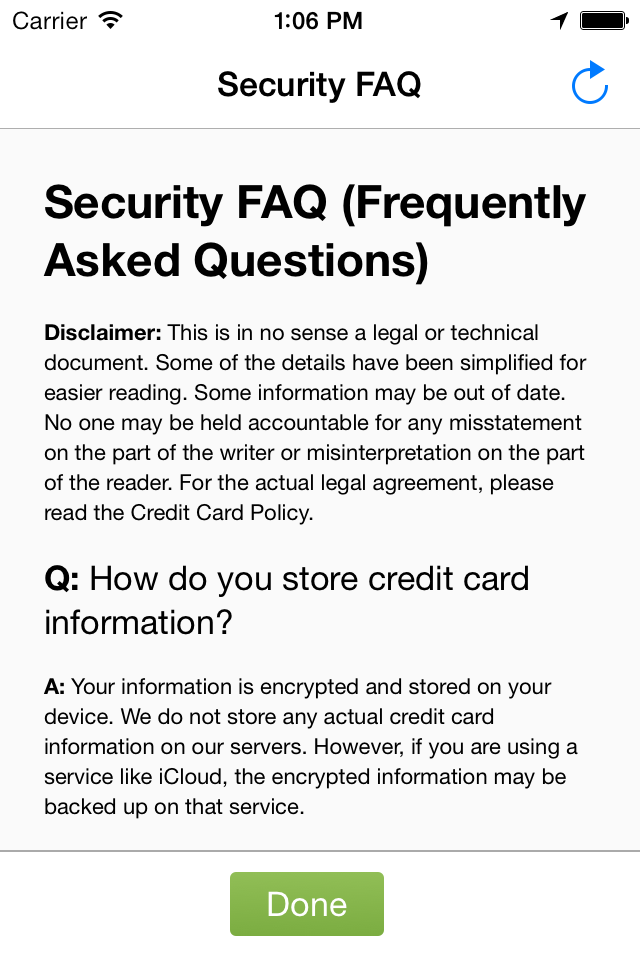 Carrier 1:06 PM
Security FAQ
Security FAQ (Frequently
Asked Questions)
Disclaimer: This is in no sense a legal or technical
document. Some of the details have been simplified for
easier reading. Some information may be out of date.
No one may be held accountable for any misstatement
on the part of the writer or misinterpretation on the part
of the reader. For the actual legal agreement, please
read the Credit Card Policy.
Q: How do you store credit card
information?
A: Your information is encrypted and stored on your
device. We do not store any actual credit card
information on our servers. However, if you are using a
service like iCloud, the encrypted information may be
backed up on that service.
Done